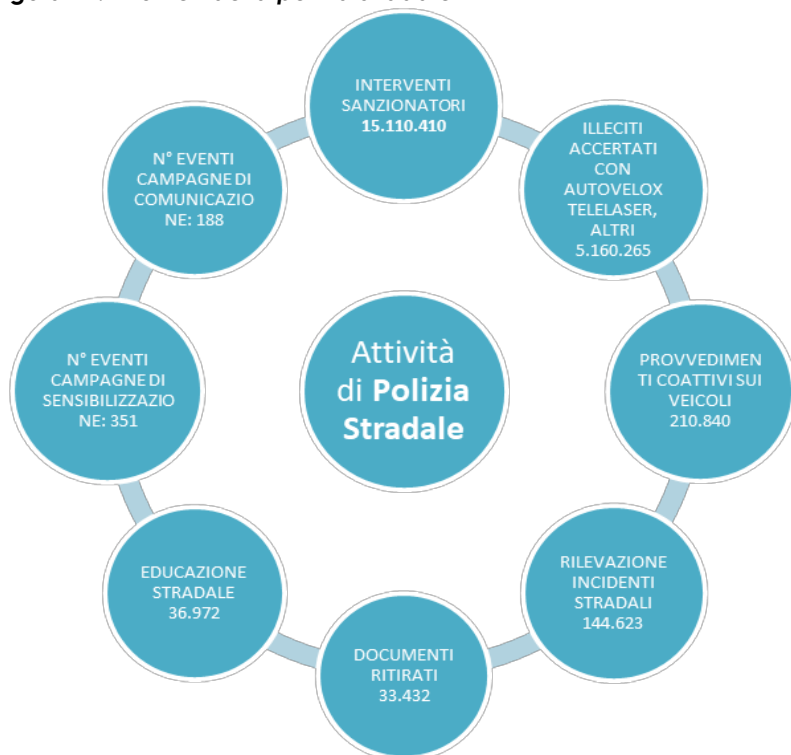 INTERVENTI
SANZIONATORI
15.110.410
ILLECITI
ACCERTATI
CON
AUTOVELOX
TELELASER,
ALTRI
5.160.265
PROVVEDIMEN
TI COATTIVI SUI
VEICOLI
210.840
RILEVAZIONE
INCIDENTI
STRADALI
144.623
DOCUMENTI
RITIRATI
33.432
EDUCAZIONE
STRADALE
36.972
N° EVENTI
CAMPAGNE DI
SENSIBILIZZAZIO
NE: 351
N° EVENTI
CAMPAGNE DI
COMUNICAZIO
NE: 188
Attività
di Polizia
Stradale